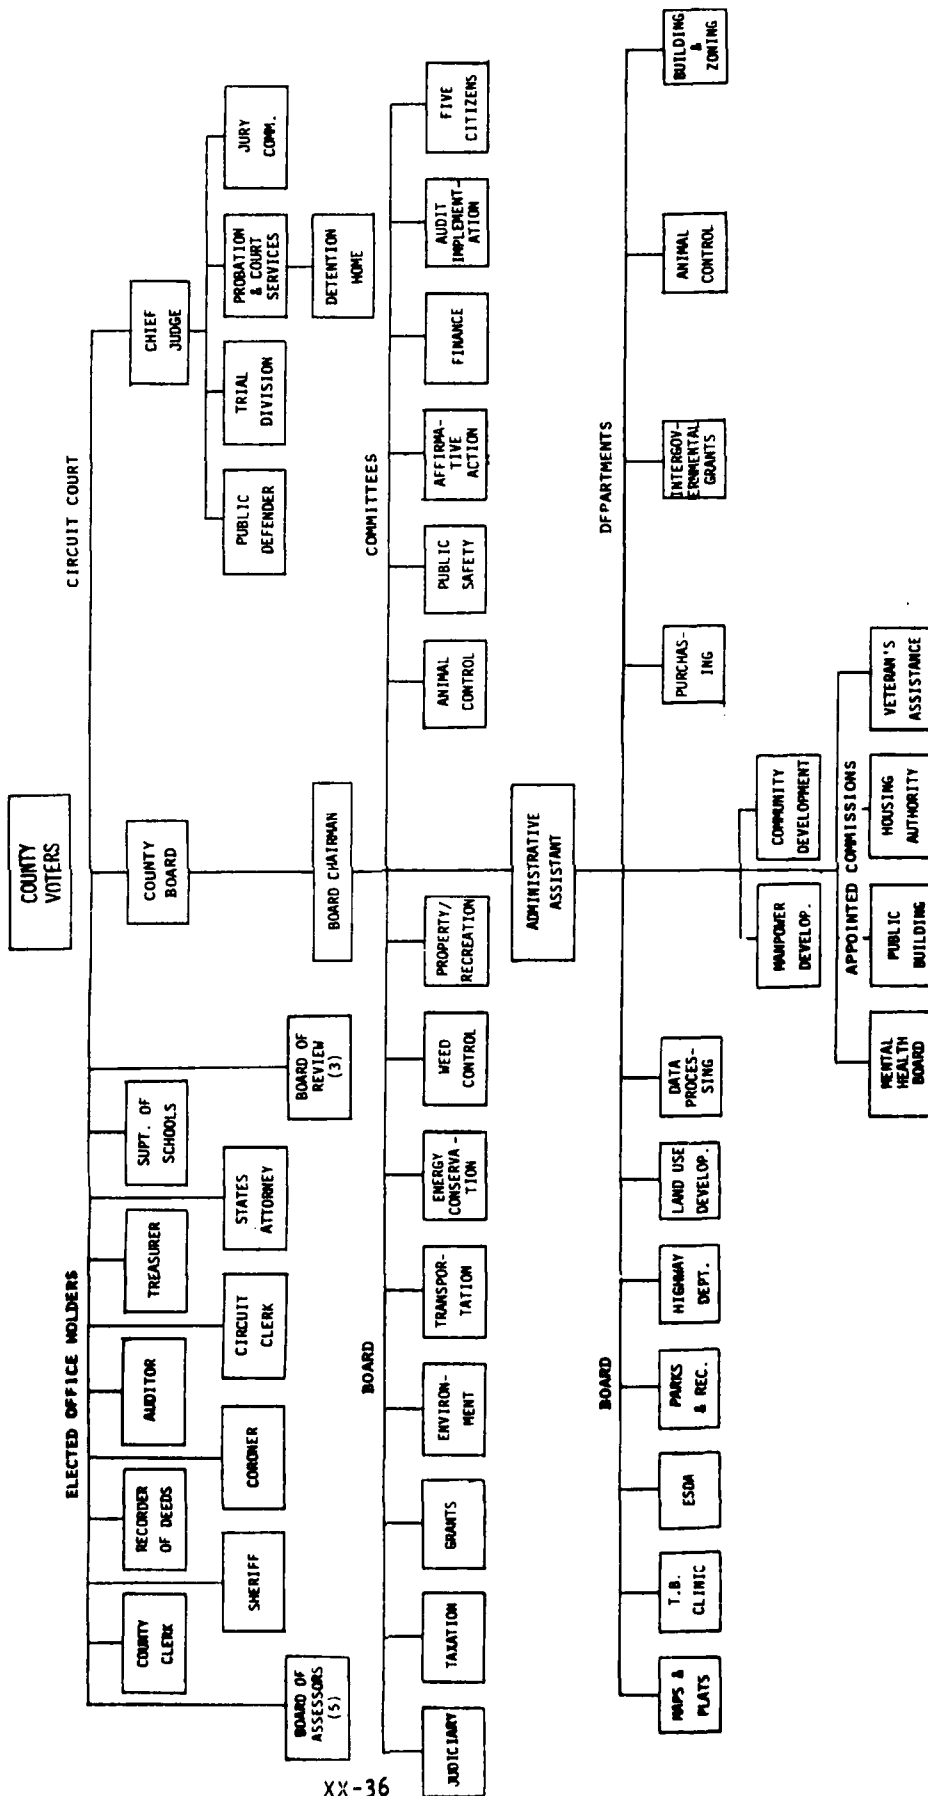 COUNTY
VOTERS
ELECTED OFFICE HOLDERS
CIRCUIT COURT
COUNTY
CLERK
RECORDER
OF DEEDS
AUDITOR
TREASURER
SUPT. OF
SCHOOLS
COUNTY
BOARD
CHIEF
JUDGE
SHERIFF
CORONER
CIRCUIT
CLERK
STATES
ATTORNEY
PUBLIC
DEFENDER
TRIAL
DIVISION
PROBATION
& COURT
SERVICES
JURY
COMM.
BOARD OF
ASSESSORS
(5)
BOARD OF
REVIEW
(3)
BOARD CHAIRMAN
DETENTION
HOME
BOARD
COMMITTEES
JUDICIARY
TAXATION
GRANTS
ENVIRON-
MENT
TRANSPOR-
TATION
ENERGY
CONSERVA-
TION
WEED
CONTROL
PROPERTY/
RECREATION
ANIMAL
CONTROL
PUBLIC
SAFETY
AFFIRMA-
TIVE
ACTION
FINANCE
AUDIT
IMPLEMENT-
ATION
FIVE
CITIZENS
ADMINISTRATIVE
ASSISTANT
BOARD
DEPARTMENTS
MAPS &
PLATS
T.B.
CLINIC
ESDA
PARKS
& REC.
HIGHWAY
DEPT.
LAND USE
DEVELOP.
DATA
PROCES-
SING
PURCHAS-
ING
INTERGOV-
ERNMENTAL
GRANTS
ANIMAL
CONTROL
BUILDING
&
ZONING
MANPOWER
DEVELOP.
COMMUNITY
DEVELOPMENT
APPOINTED COMMISSIONS
MENTAL
HEALTH
BOARD
PUBLIC
BUILDING
HOUSING
AUTHORITY
VETERAN'S
ASSISTANCE
XX-36